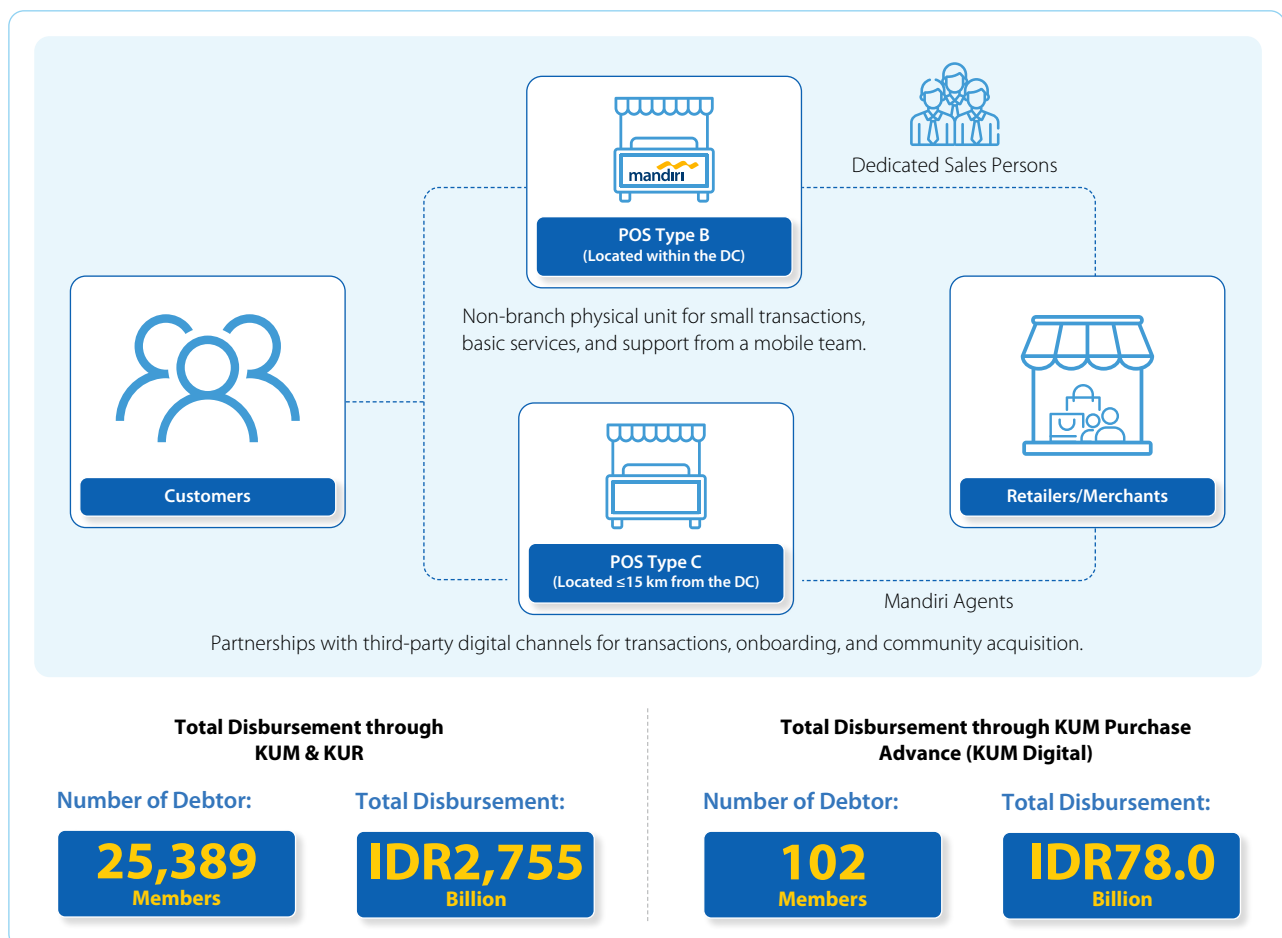 mandırı
Dedicated Sales Persons
POS Type B
(Located within the DC)
Non-branch physical unit for small transactions,
basic services, and support from a mobile team.
Customers
Retailers/Merchants
POS Type C
(Located ≤15 km from the DC)
Mandiri Agents
Partnerships with third-party digital channels for transactions, onboarding, and community acquisition.
Total Disbursement through
KUM & KUR
Number of Debtor:
25,389
Members
Total Disbursement:
IDR2,755
Billion
Total Disbursement through KUM Purchase
Advance (KUM Digital)
Number of Debtor:
102
Members
Total Disbursement:
IDR78.0
Billion